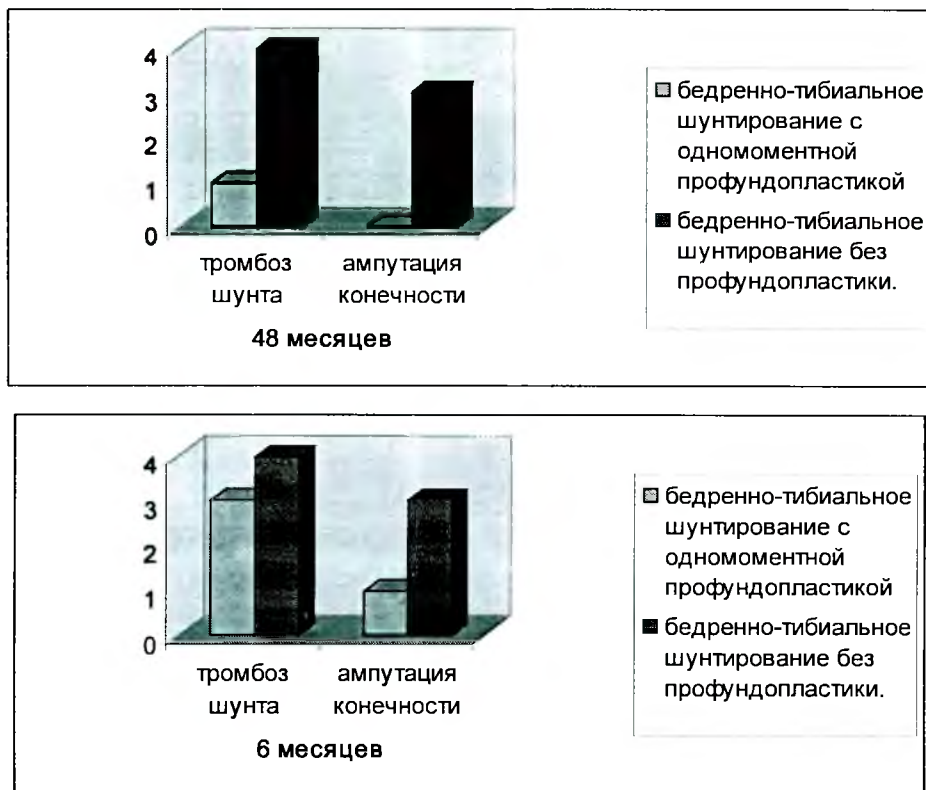 4
3
2
1
0
тромбоз
шунта
ампутация
конечности
48 месяцев
бедренно-тибиальное
шунтирование с
одномоментной
профундопластикой
бедренно-тибиальное
шунтирование без
профундопластики.
4
3
2
1
0
тромбоз
шунта
ампутация
конечности
6 месяцев
бедренно-тибиальное
шунтирование с
одномоментной
профундопластикой
бедренно-тибиальное
шунтирование без
профундопластики.